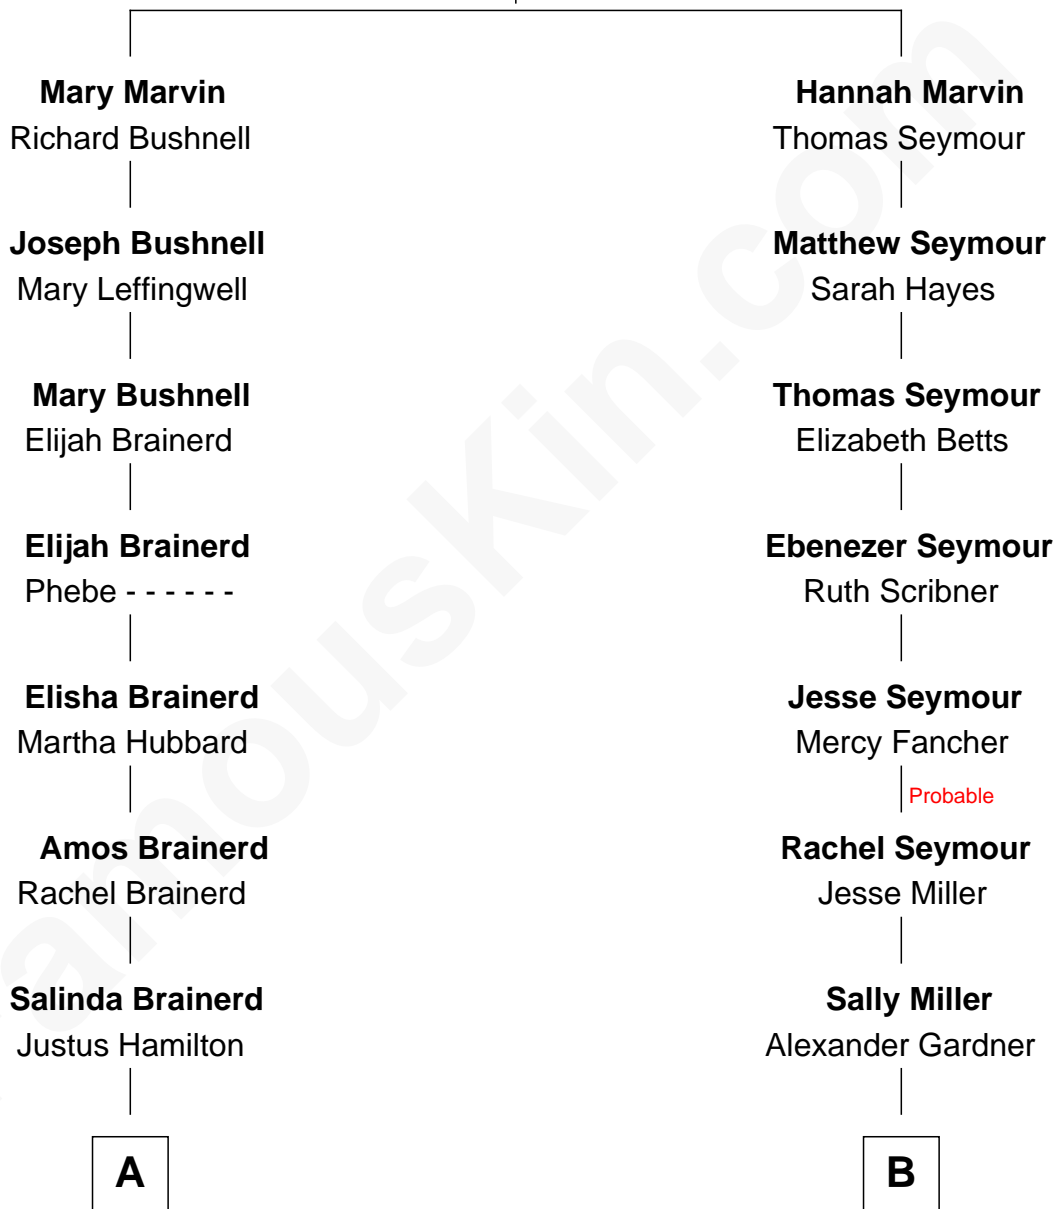 Mary Marvin
Richard Bushnell
Joseph Bushnell
Mary Leffingwell
Mary Bushnell
Elijah Brainerd
Elijah Brainerd
Phebe - - - - - -
Elisha Brainerd
Martha Hubbard
Amos Brainerd
Rachel Brainerd
Salinda Brainerd
Justus Hamilton
A
Hannah Marvin
Thomas Seymour
Matthew Seymour
Sarah Hayes
Thomas Seymour
Elizabeth Betts
Ebenezer Seymour
Ruth Scribner
Jesse Seymour
Mercy Fancher
Probable
Rachel Seymour
Jesse Miller
Sally Miller
Alexander Gardner
B
amouskin.com